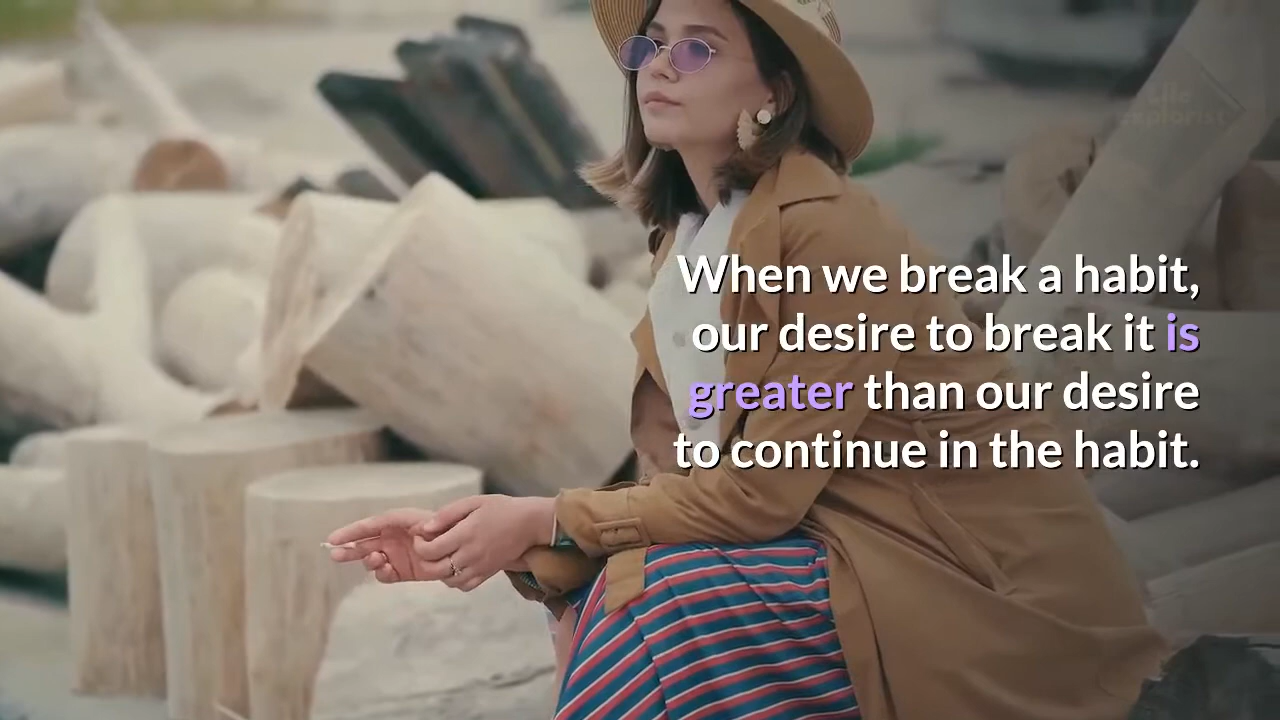 When we break a habit,
our desire to break it is
greater than our desire
to continue in the habit.